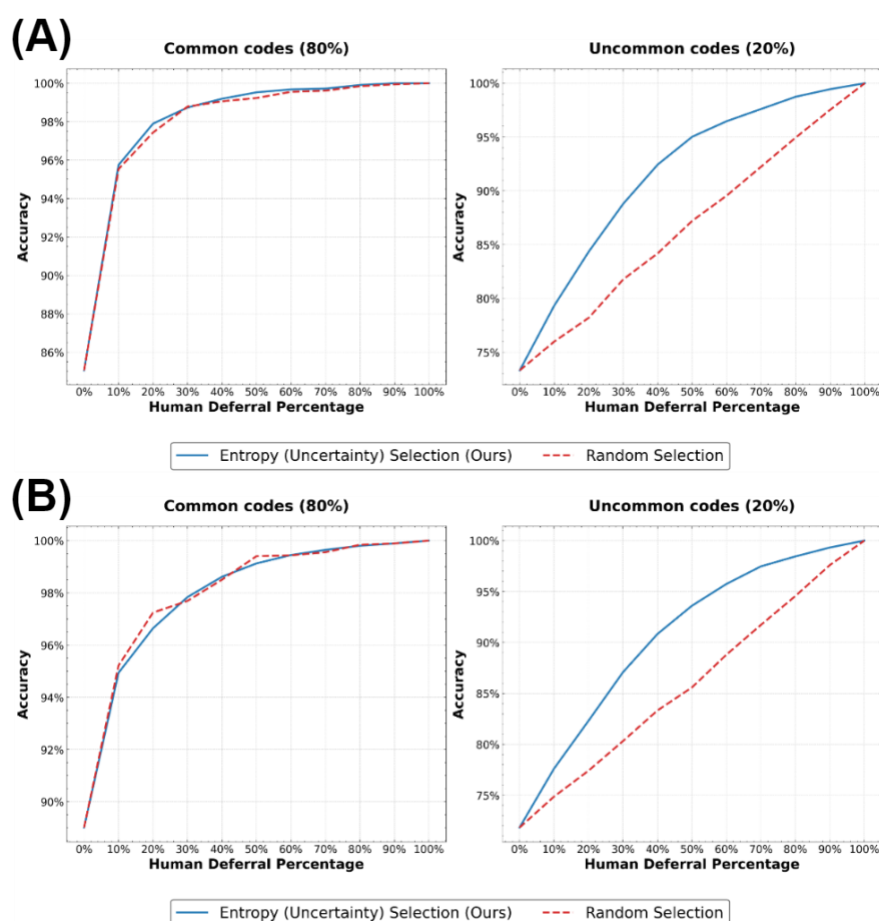 (A)
Common codes (80%)
Uncommon codes (20%)
100%
98%
96%
94%
92%
90%
86%
Accuracy
0% 10% 20% 30% 40% 50% 60% 70% 80% 90% 100%
Human Deferral Percentage
100%
95%
90%
85%
80%
75%
Accuracy
0% 10% 20% 30% 40% 50% 60% 70% 80% 90% 100%
Human Deferral Percentage
Entropy (Uncertainty) Selection (Ours) Random Selection
(B)
Common codes (80%)
Uncommon codes (20%)
100%
98%
96%
94%
92%
90%
Accuracy
0% 10% 20% 30% 40% 50% 60% 70% 80% 90% 100%
Human Deferral Percentage
100%
95%
90%
85%
80%
75%
Accuracy
0% 10% 20% 30% 40% 50% 60% 70% 80% 90% 100%
Human Deferral Percentage
Entropy (Uncertainty) Selection (Ours) Random Selection